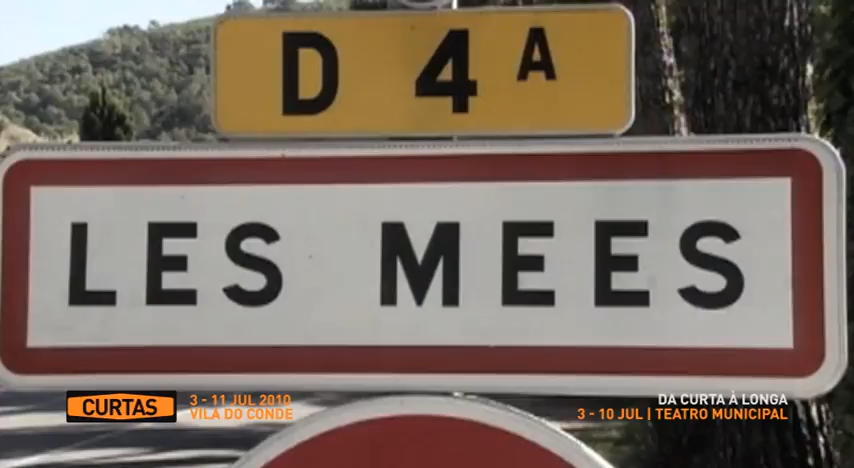 D 4 A
LES MEES
CURTAS
3 - 11 JUL 2010
VILA DO CONDE
DA CURTA À LONGA
3 - 10 JUL | TEATRO MUNICIPAL